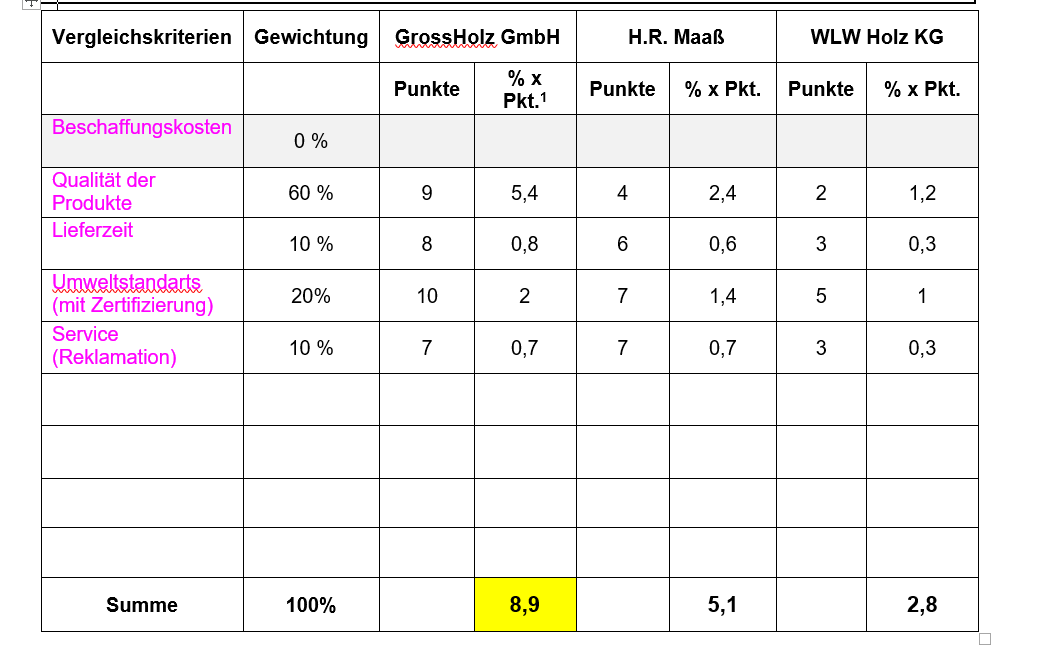 Vergleichskriterien Gewichtung GrossHolz GmbH H.R. Maaß WLW Holz KG
Punkte % x Pkt.¹ Punkte % x Pkt. Punkte % x Pkt.
Beschaffungskosten 0 %
Qualität der Produkte 60 % 9 5,4 4 2,4 2 1,2
Lieferzeit 10 % 8 0,8 6 0,6 3 0,3
Umweltstandarts (mit Zertifizierung) 20% 10 2 7 1,4 5 1
Service (Reklamation) 10 % 7 0,7 7 0,7 3 0,3
Summe 100% 8,9 5,1 2,8